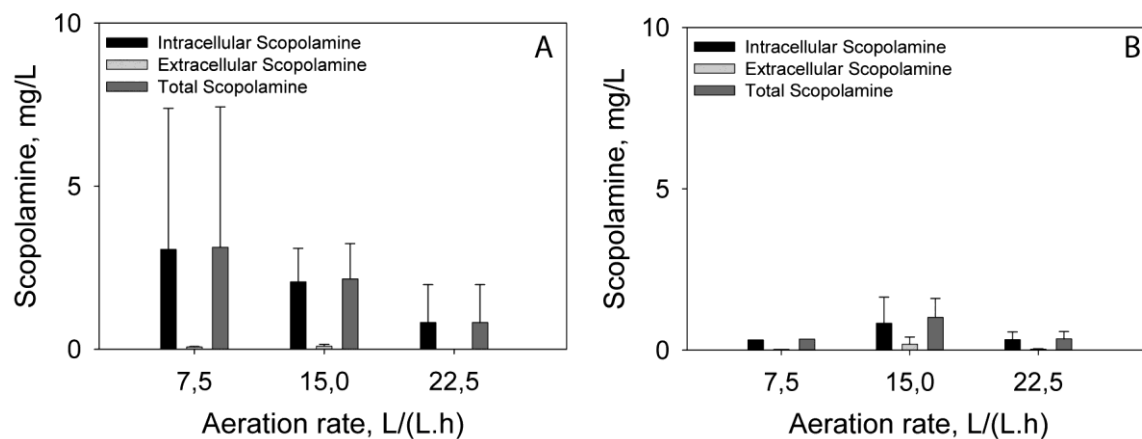 10
A
Intracellular Scopolamine
Extracellular Scopolamine
Total Scopolamine
Scopolamine, mg/L
5
0
7,5 15,0 22,5
Aeration rate, L/(L.h)
10
B
Intracellular Scopolamine
Extracellular Scopolamine
Total Scopolamine
Scopolamine, mg/L
5
0
7,5 15,0 22,5
Aeration rate, L/(L.h)